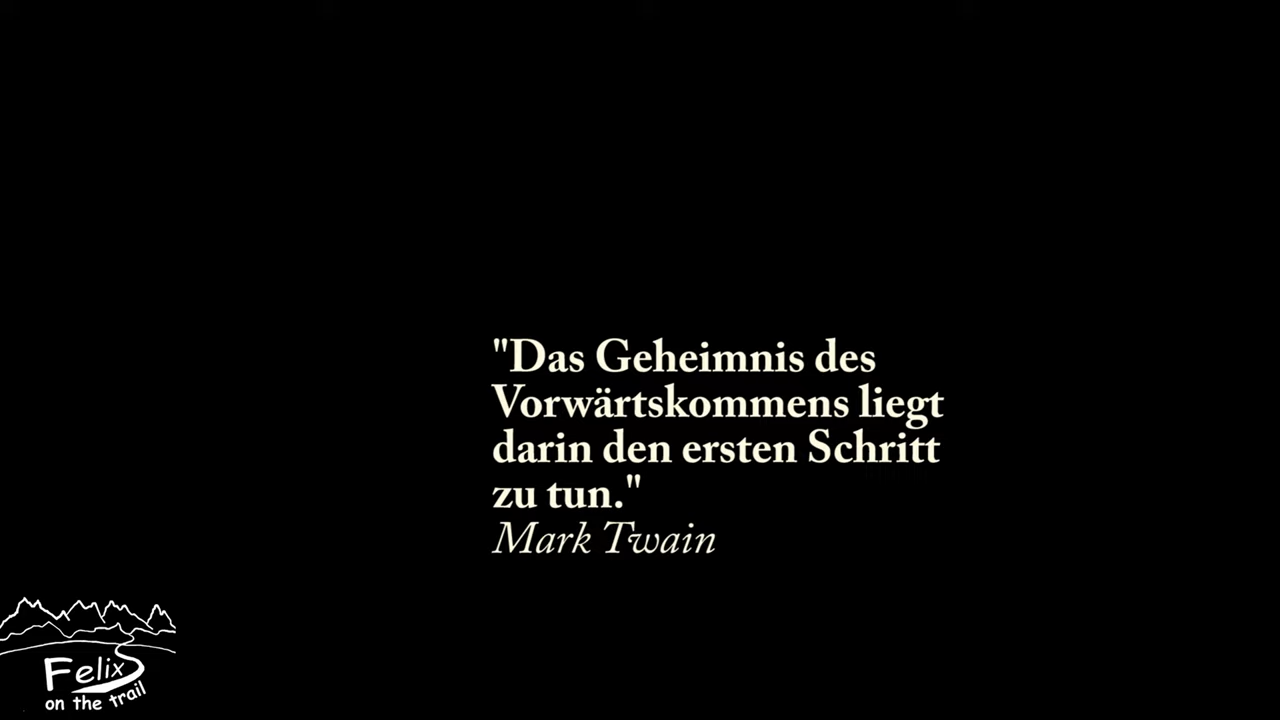 "Das Geheimnis des
Vorwärtskommens liegt
darin den ersten Schritt
zu tun."
Mark Twain
Felix
on the trail